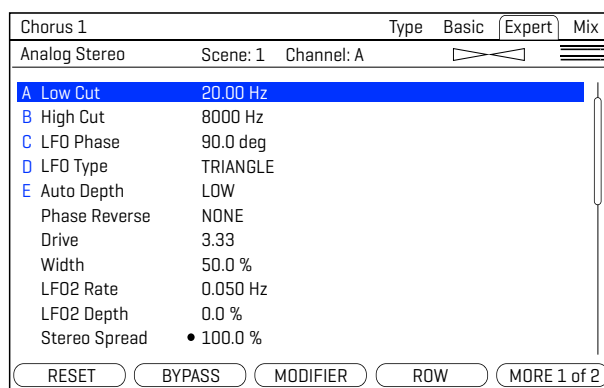 Chorus 1 Type Basic Expert Mix
Analog Stereo Scene: 1 Channel: A
A Low Cut 20.00 Hz
B High Cut 8000 Hz
C LFO Phase 90.0 deg
D LFO Type TRIANGLE
E Auto Depth LOW
Phase Reverse NONE
Drive 3.33
Width 50.0 %
LFO2 Rate 0.050 Hz
LFO2 Depth 0.0 %
Stereo Spread • 100.0 %
RESET BYPASS MODIFIER ROW MORE 1 of 2